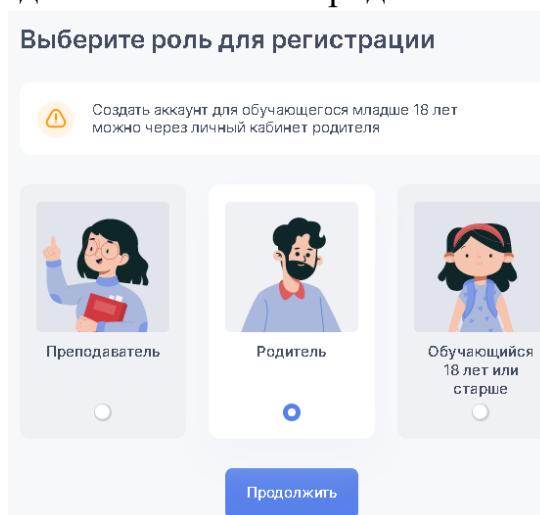 Выберите роль для регистрации
Создать аккаунт для обучающегося младше 18 лет
можно через личный кабинет родителя
Преподаватель
Родитель
Обучающийся
18 лет или
старше
Продолжить